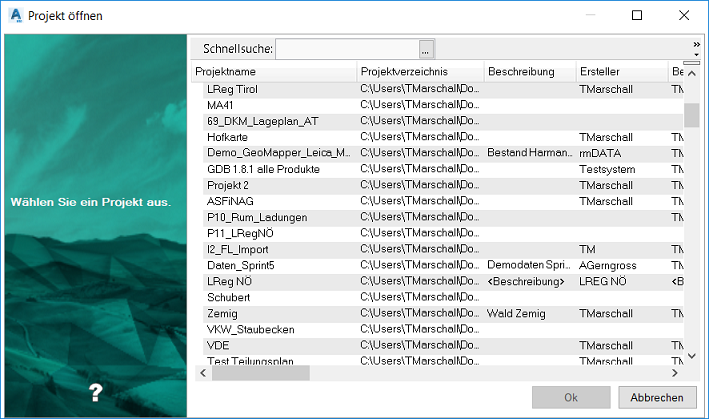 Projekt öffnen
Wählen Sie ein Projekt aus.
?
Schnellsuche: ... »
Projektname Projektverzeichnis Beschreibung Ersteller Be
LReg Tirol C:\Users\TMarschall\Do... TMarschall TM
MA41 C:\Users\TMarschall\Do...
69_DKM_Lageplan_AT C:\Users\TMarschall\Do...
Hofkarte C:\Users\TMarschall\Do... TMarschall TM
Demo_GeoMapper_Leica_M... C:\Users\TMarschall\Do... Bestand Harman... rmDATA TM
GDB 1.8.1 alle Produkte C:\Users\TMarschall\Do... Testsystem TM
Projekt 2 C:\Users\TMarschall\Do... TMarschall TM
ASFiNAG C:\Users\TMarschall\Do... TMarschall TM
P10_Rum_Ladungen C:\Users\TMarschall\Do... TM
P11_LRegNÖ C:\Users\TMarschall\Do...
I2_FL_Import C:\Users\TMarschall\Do... TM TM
Daten_Sprint5 C:\Users\TMarschall\Do... Demodaten Spri... AGerngross TM
LReg NÖ C:\Users\TMarschall\Do... <Beschreibung> LREG NÖ <B
Schubert C:\Users\TMarschall\Do...
Zemig C:\Users\TMarschall\Do... Wald Zemig TMarschall TM
VKW_Staubecken C:\Users\TMarschall\Do...
VDE C:\Users\TMarschall\Do... TMarschall TM
Test Teilungsplan C:\Users\TMarschall\Do... TMarschall TM
Ok Abbrechen